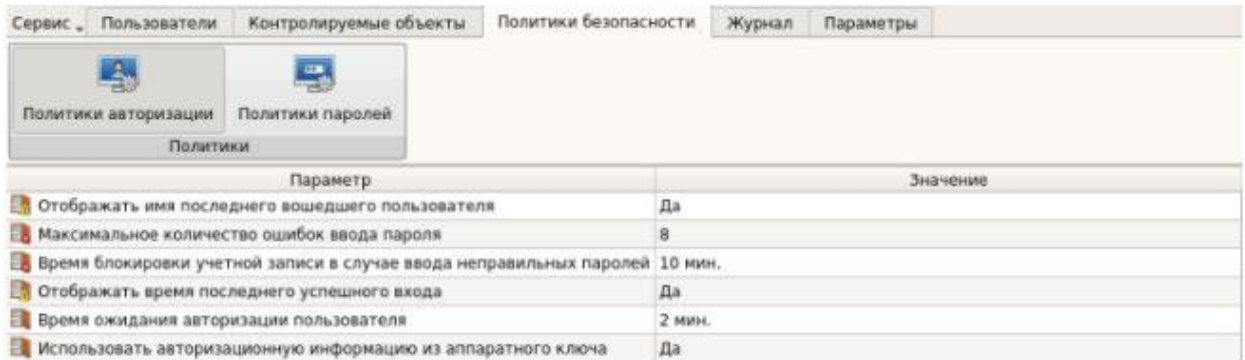 Сервис Пользователи Контролируемые объекты Политики безопасности Журнал Параметры
Политики авторизации Политики паролей
Политики
Параметр Значение
Отображать имя последнего вошедшего пользователя Да
Максимальное количество ошибок ввода пароля 8
Время блокировки учетной записи в случае ввода неправильных паролей 10 мин.
Отображать время последнего успешного входа Да
Время ожидания авторизации пользователя 2 мин.
Использовать авторизационную информацию из аппаратного ключа Да